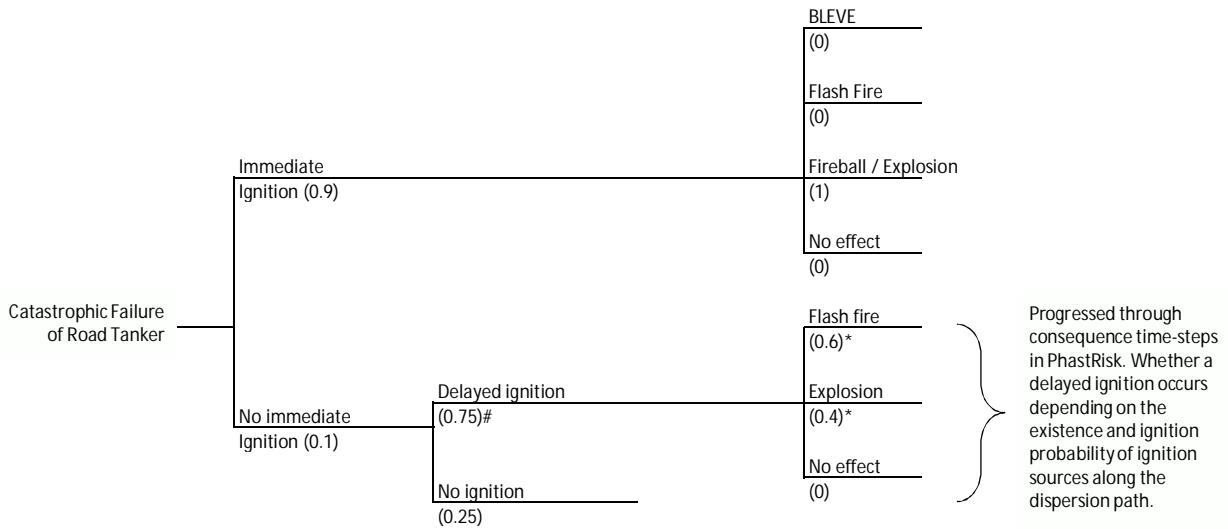 BLEVE
(0)
Flash Fire
(0)
Immediate
Ignition (0.9)
Fireball / Explosion
(1)
No effect
(0)
Catastrophic Failure
of Road Tanker
Flash fire
(0.6)*
No immediate
Ignition (0.1)
Delayed ignition
(0.75)#
Explosion
(0.4)*
No effect
(0)
No ignition
(0.25)
Progressed through
consequence time-steps
in PhastRisk. Whether a
delayed ignition occurs
depending on the
existence and ignition
probability of ignition
sources along the
dispersion path.